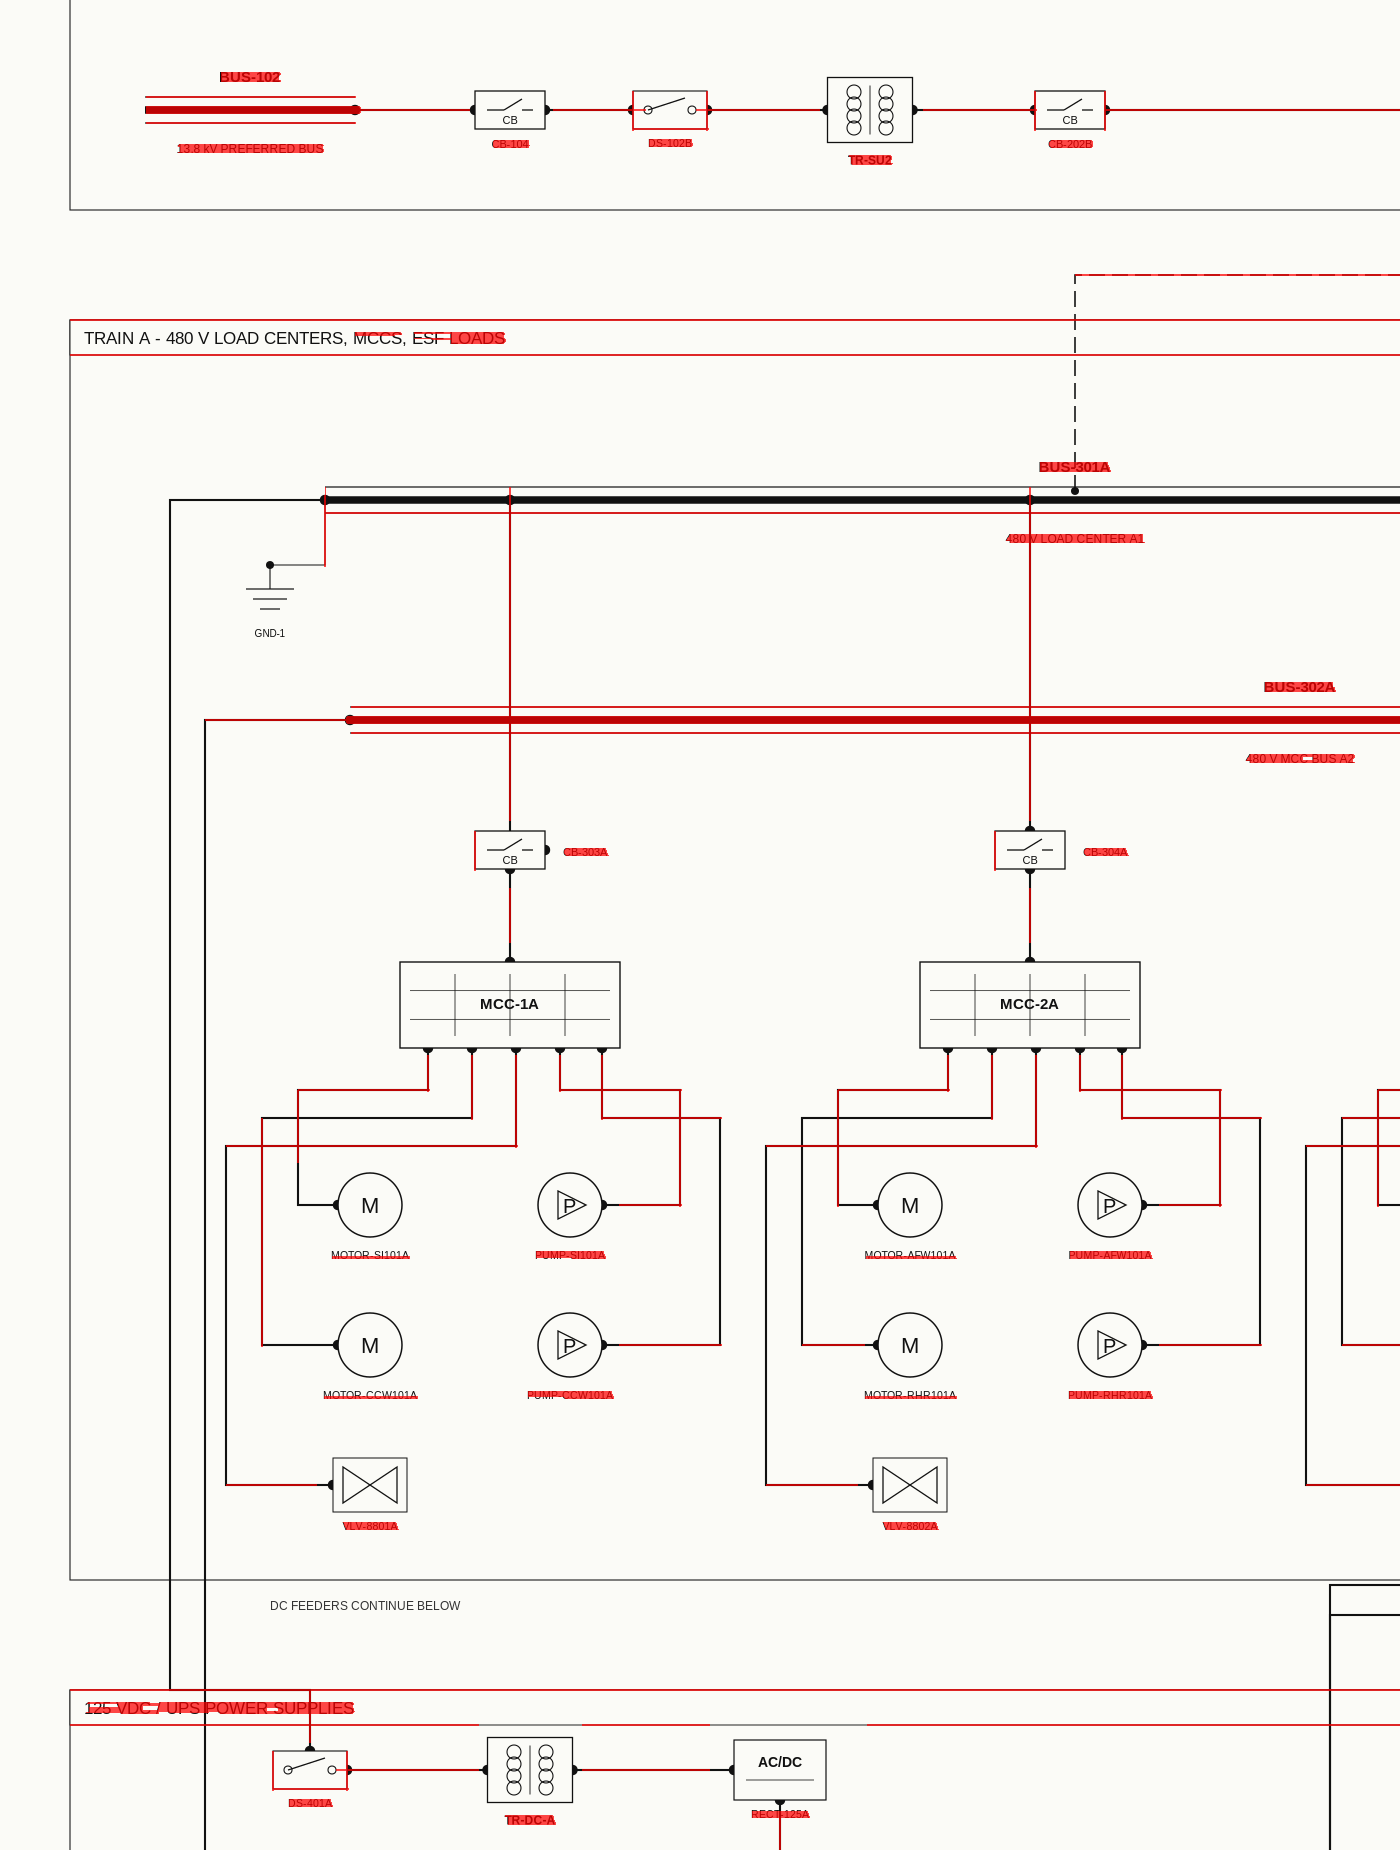 BUS-102
CB
CB
13.8 kV PREFERRED BUS
CB-104
DS-102B
TR-SU2
CB-202B
TRAIN A - 480 V LOAD CENTERS, MCCS, ESF LOADS
BUS-301A
480 V LOAD CENTER A1
GND-1
BUS-302A
480 V MCC BUS A2
CB
CB-303A
CB
CB-304A
MCC-1A
MCC-2A
M
P
M
P
MOTOR-SI101A
PUMP-SI101A
MOTOR-AFW101A
PUMP-AFW101A
M
P
M
P
MOTOR-CCW101A
PUMP-CCW101A
MOTOR-RHR101A
PUMP-RHR101A
VLV-8801A
VLV-8802A
DC FEEDERS CONTINUE BELOW
125 VDC / UPS POWER SUPPLIES
AC/DC
DS-401A
TR-DC-A
RECT-125A